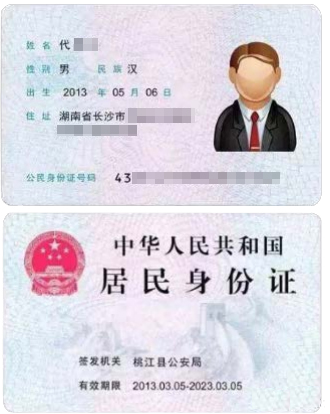 姓名 代
性别 男 民族 汉
出生 2013 年 05 月 06 日
住址 湖南省长沙市
公民身份证号码 43
中华人民共和国
居民身份证
签发机关 桃江县公安局
有效期限 2013.03.05-2023.03.05